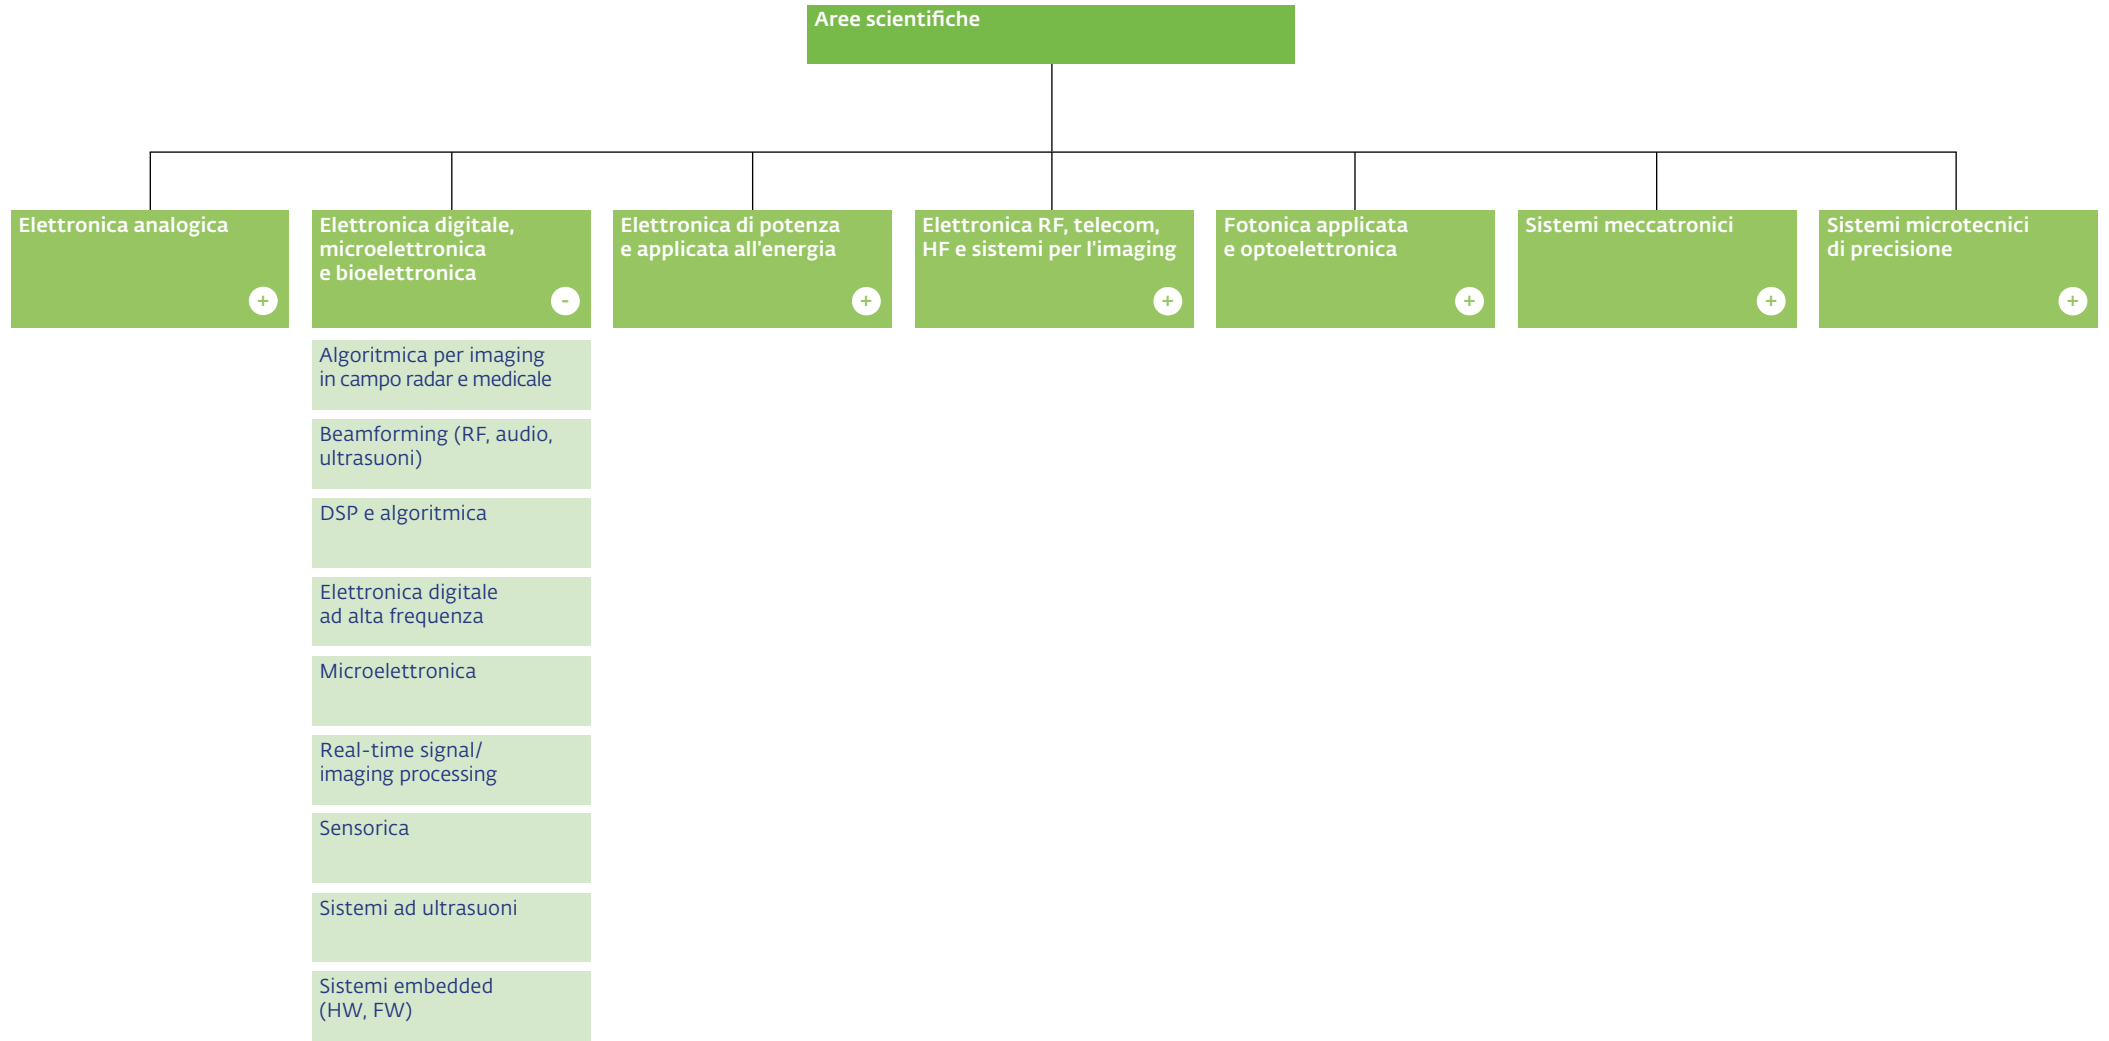 Aree scientifiche
Elettronica analogica
+
Elettronica digitale,
microelettronica
e bioelettronica
-
Elettronica di potenza
e applicata all'energia
+
Elettronica RF, telecom,
HF e sistemi per l'imaging
+
Fotonica applicata
e optoelettronica
+
Sistemi meccatronici
+
Sistemi microtecnici
di precisione
+
Algoritmica per imaging
in campo radar e medicale
Beamforming (RF, audio,
ultrasuoni)
DSP e algoritmica
Elettronica digitale
ad alta frequenza
Microelettronica
Real-time signal/
imaging processing
Sensorica
Sistemi ad ultrasuoni
Sistemi embedded
(HW, FW)